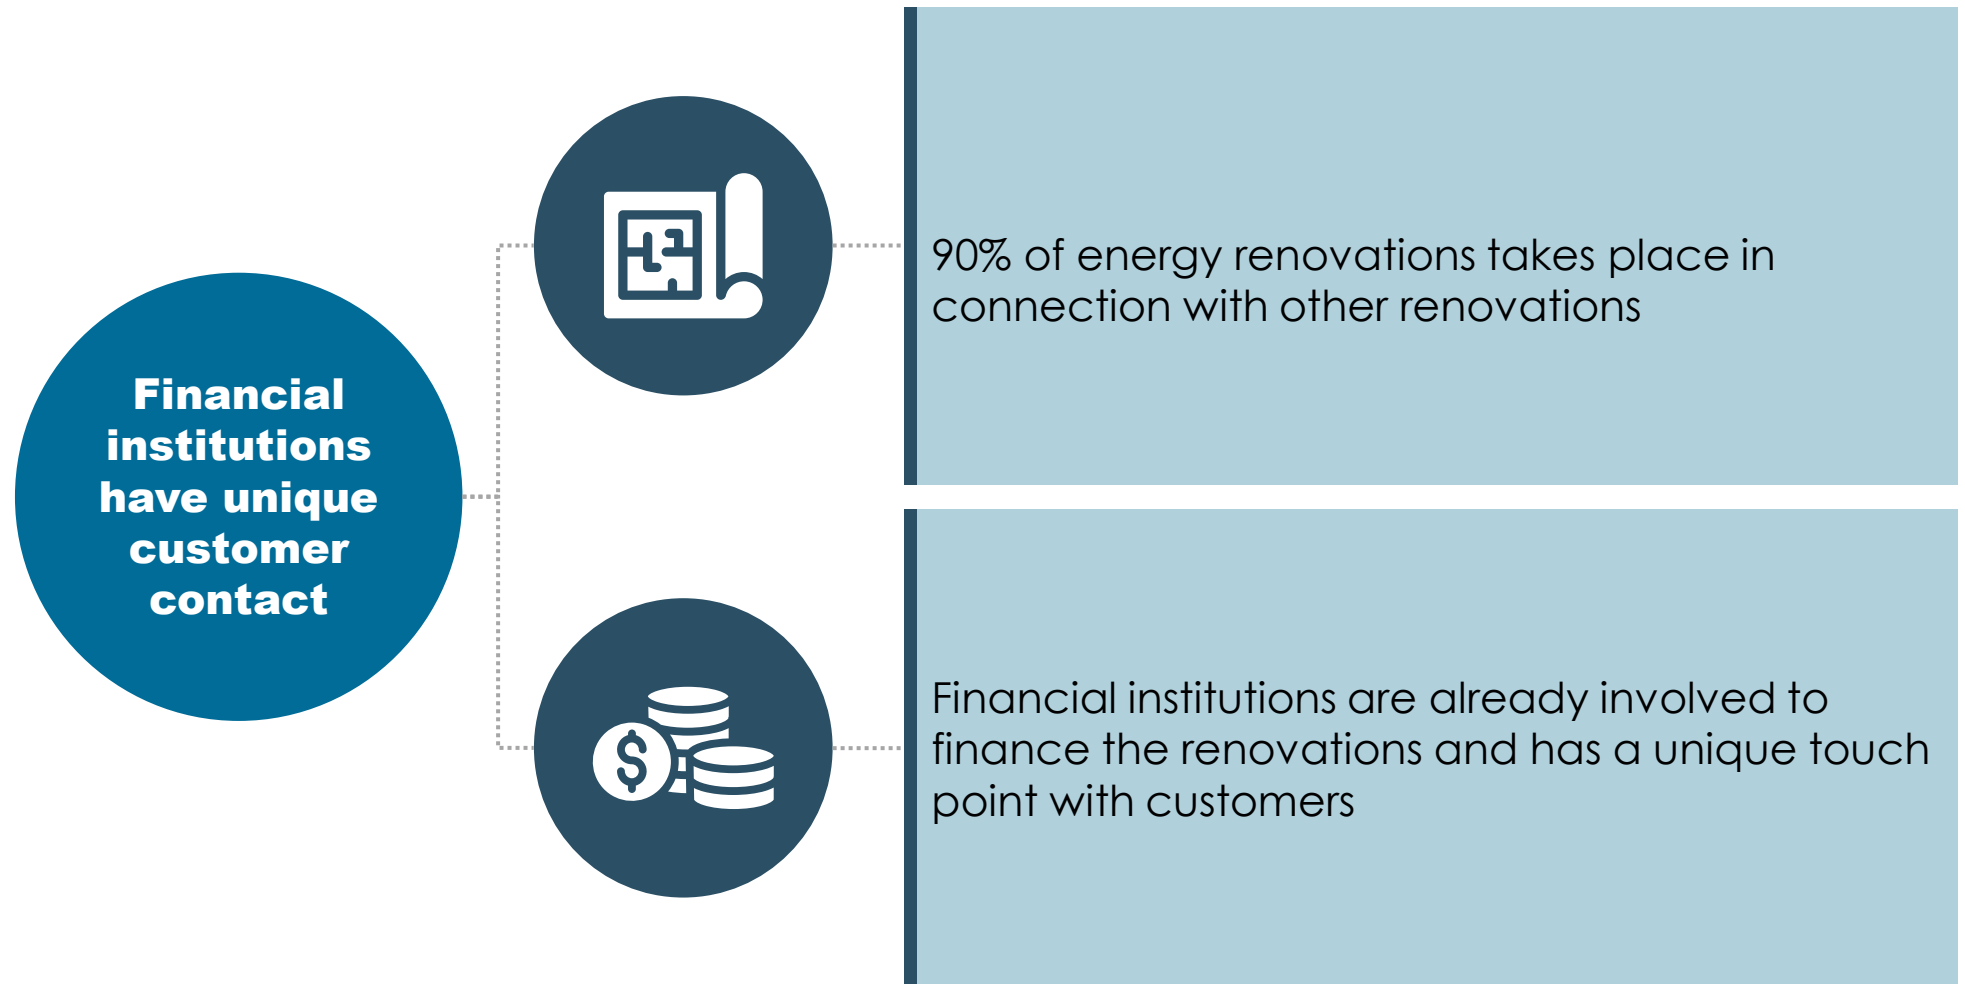 Financial
institutions
have unique
customer
contact
90% of energy renovations takes place in
connection with other renovations
$
Financial institutions are already involved to
finance the renovations and has a unique touch
point with customers